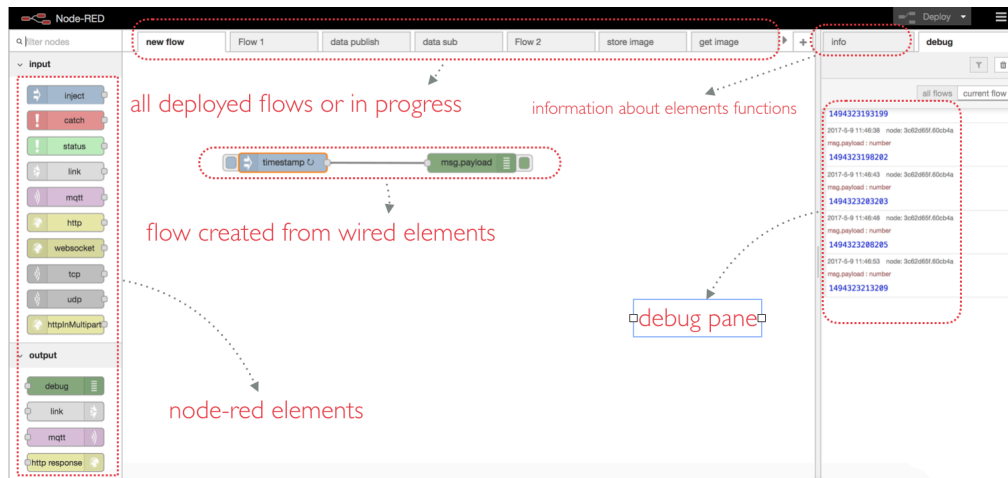 Node-RED
Deploy
filter nodes
new flow
Flow 1
data publish
data sub
Flow 2
store image
get image
+
info
debug
input
inject
catch
status
link
mqtt
http
websocket
tcp
udp
httpInMultipart
output
debug
link
mqtt
http response
all deployed flows or in progress
information about elements functions
timestamp ↻
msg.payload
flow created from wired elements
node-red elements
debug pane
all flows
current flow
1494323193199
2017-5-9 11:46:38 node: 3c62d65f.60cb4a
msg.payload : number
1494323198202
2017-5-9 11:46:43 node: 3c62d65f.60cb4a
msg.payload : number
1494323203203
2017-5-9 11:46:48 node: 3c62d65f.60cb4a
msg.payload : number
1494323208205
2017-5-9 11:46:53 node: 3c62d65f.60cb4a
msg.payload : number
1494323213209